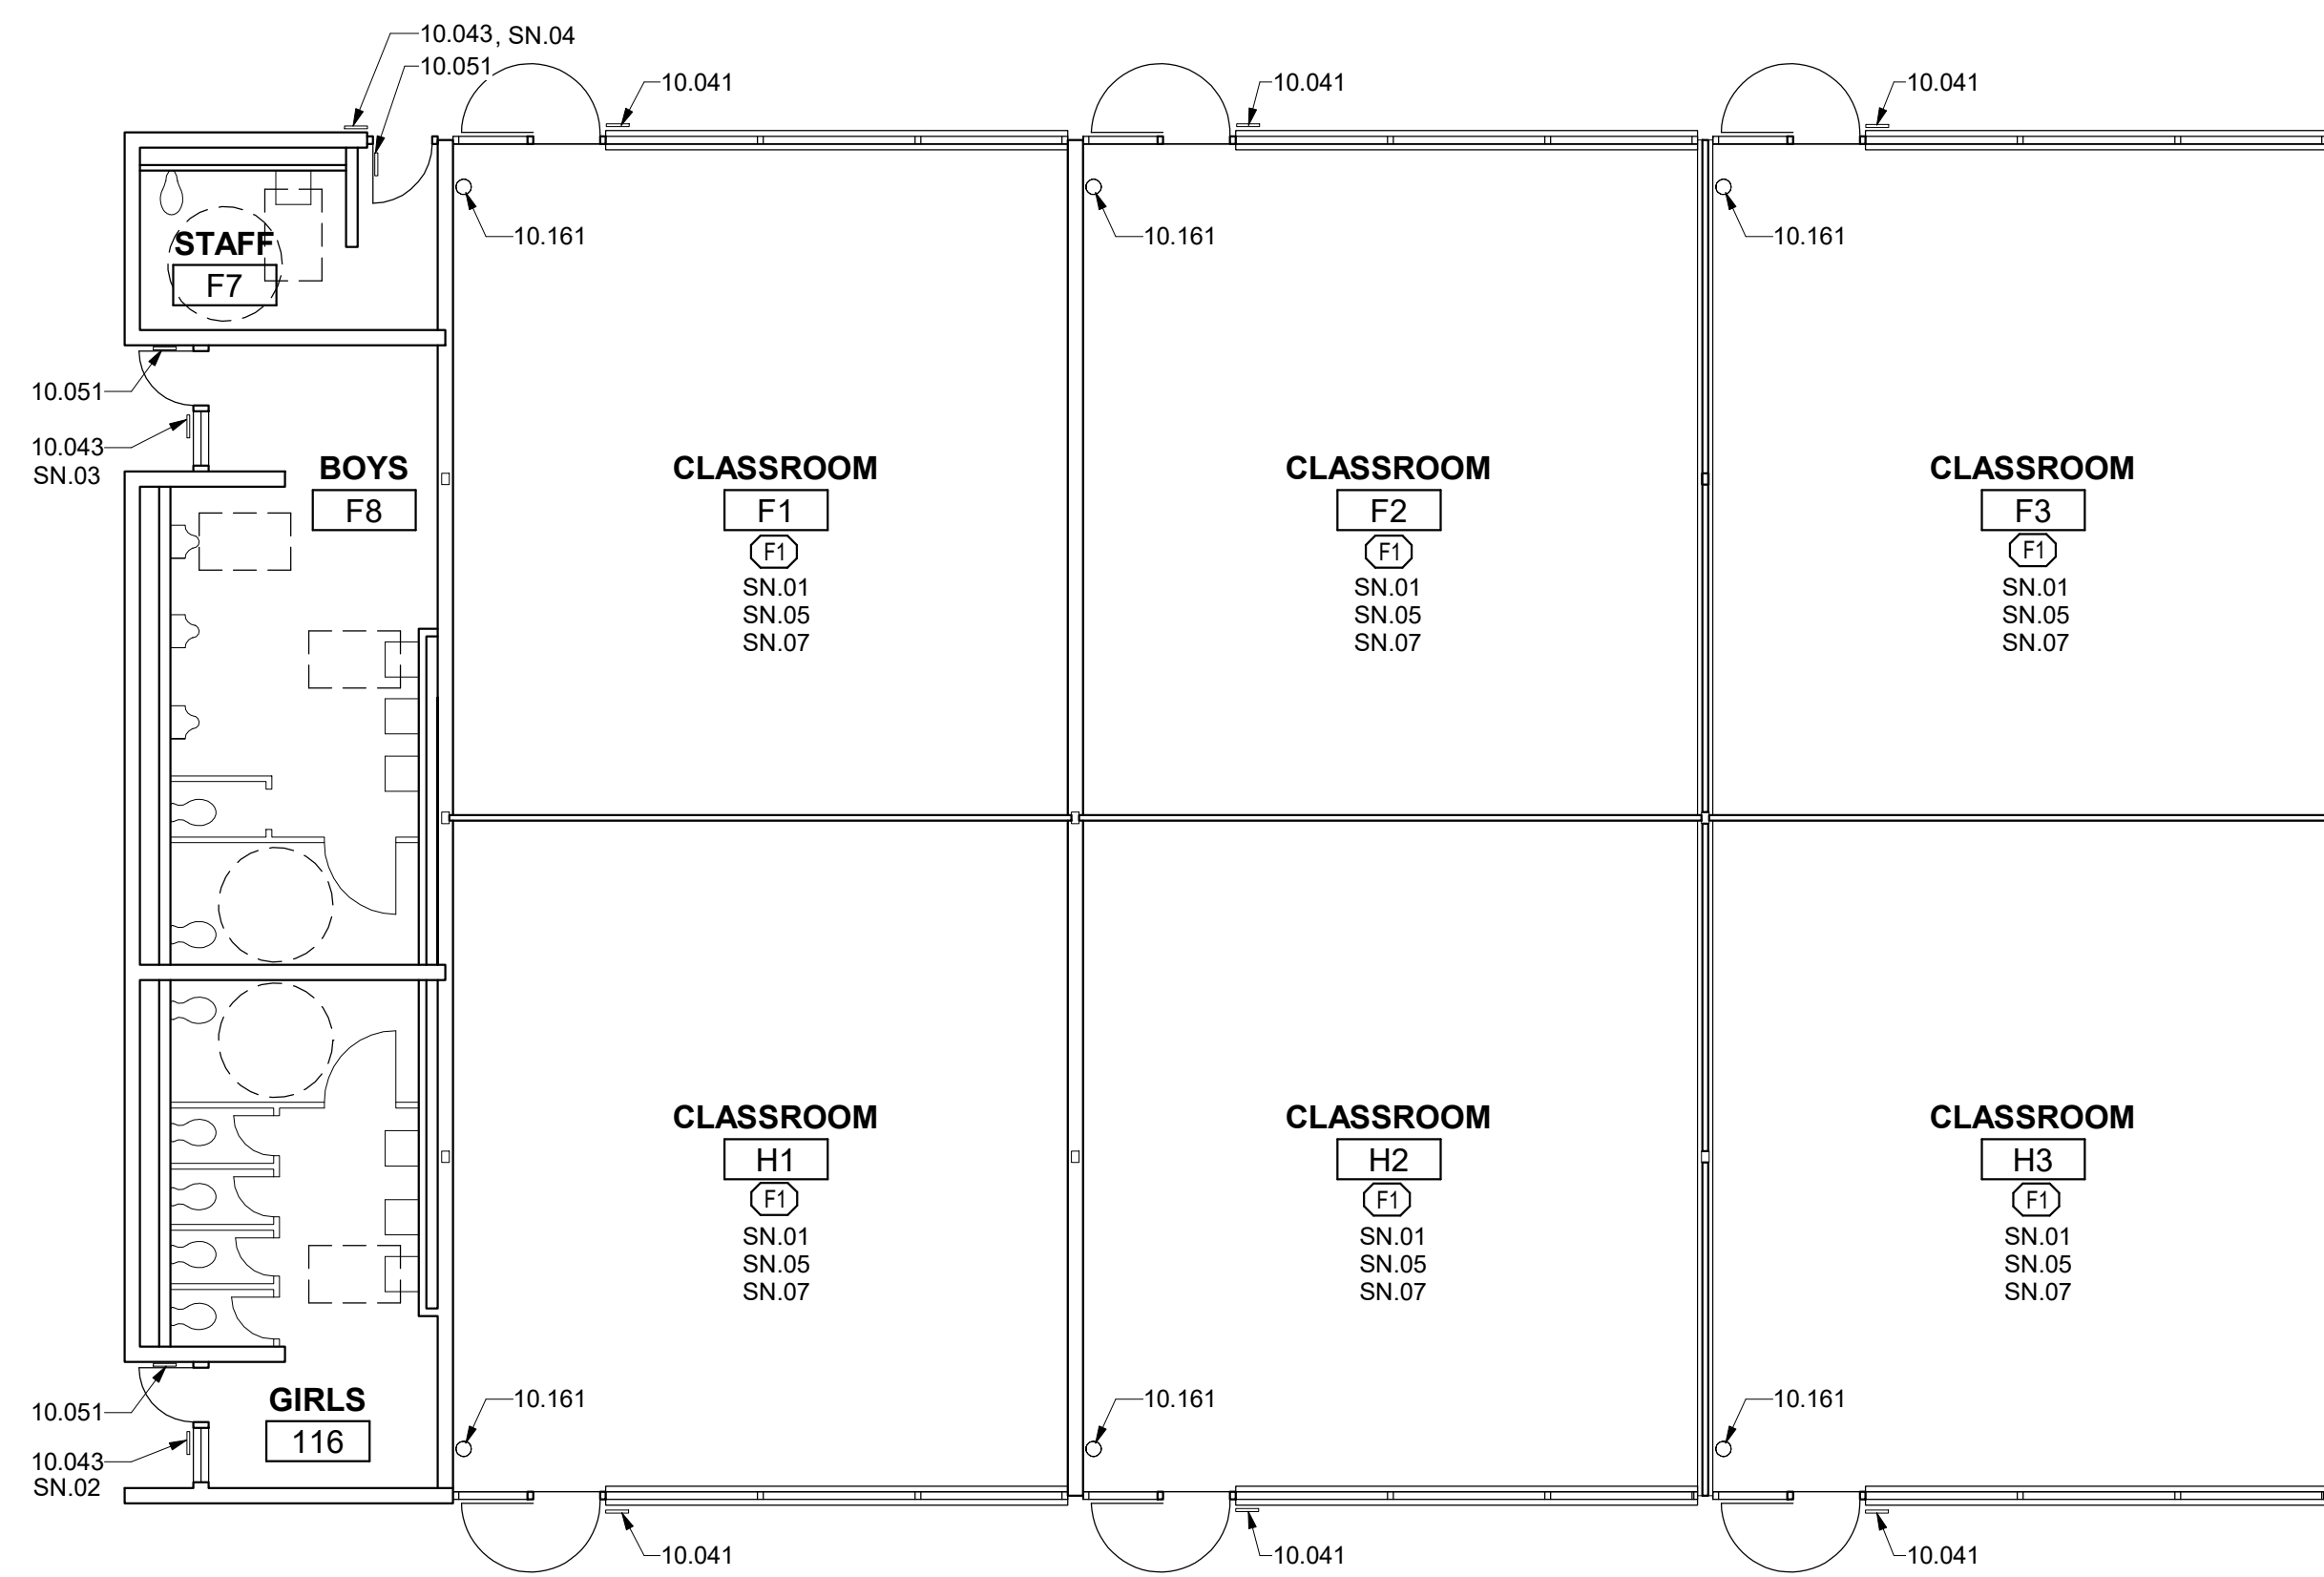 10.043, SN.04
10.051
10.041
10.041
10.041
10.161
10.161
10.161
STAFF
F7
10.051
10.043
SN.03
BOYS
F8
CLASSROOM
F1
F1
SN.01
SN.05
SN.07
CLASSROOM
F2
F1
SN.01
SN.05
SN.07
CLASSROOM
F3
F1
SN.01
SN.05
SN.07
CLASSROOM
H1
F1
SN.01
SN.05
SN.07
CLASSROOM
H2
F1
SN.01
SN.05
SN.07
CLASSROOM
H3
F1
SN.01
SN.05
SN.07
10.051
10.043
SN.02
GIRLS
116
10.161
10.161
10.161
10.041
10.041
10.041